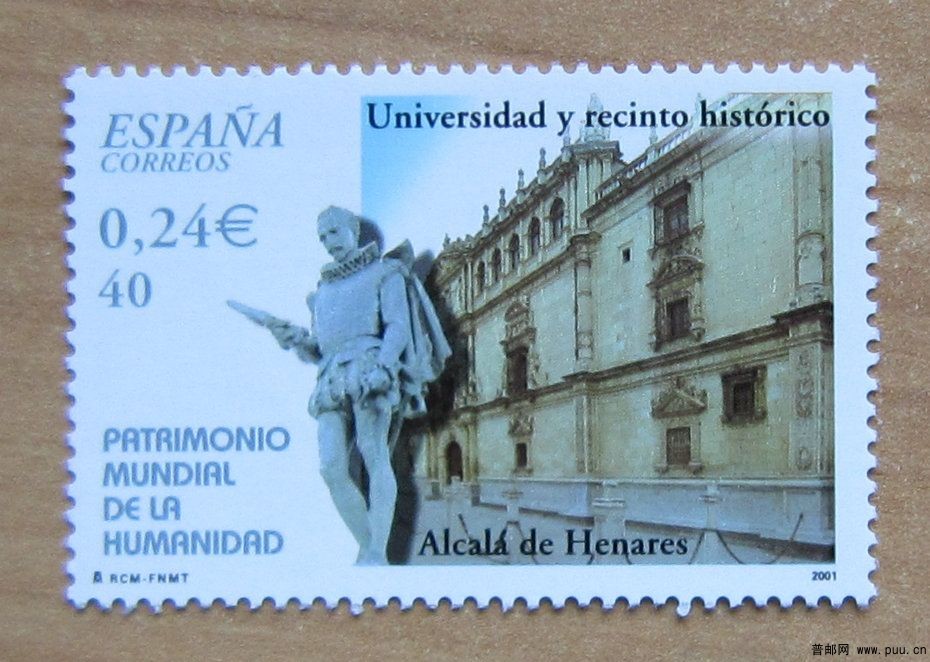 Universidad y recinto histórico
ESPAÑA
CORREOS
0,24€
40
PATRIMONIO
MUNDIAL
DE LA
HUMANIDAD
Alcalá de Henares
RCM-FNMT
2001
普邮网 www.puu.cn